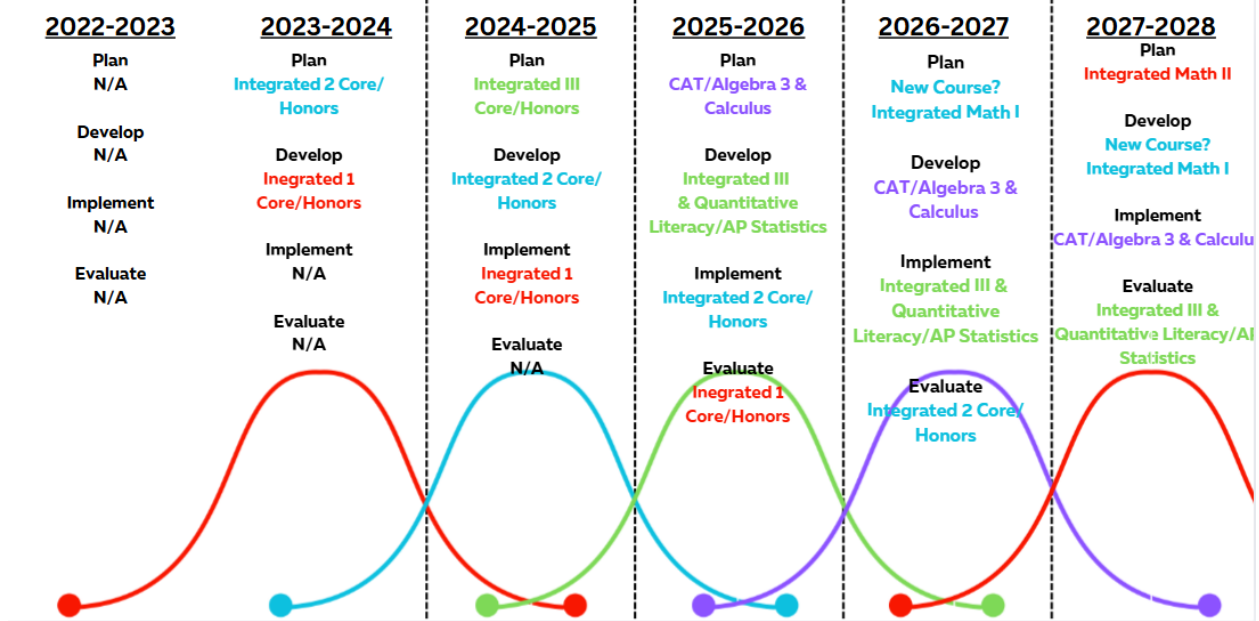 2022-2023
Plan
N/A
Develop
N/A
Implement
N/A
Evaluate
N/A
2023-2024
Plan
Integrated 2 Core/
Honors
Develop
Inegrated 1
Core/Honors
Implement
N/A
Evaluate
N/A
2024-2025
Plan
Integrated III
Core/Honors
Develop
Integrated 2 Core/
Honors
Implement
Inegrated 1
Core/Honors
Evaluate
N/A
2025-2026
Plan
CAT/Algebra 3 &
Calculus
Develop
Integrated III
& Quantitative
Literacy/AP Statistics
Implement
Integrated 2 Core/
Honors
Evaluate
Inegrated 1
Core/Honors
2026-2027
Plan
New Course?
Integrated Math I
Develop
CAT/Algebra 3 &
Calculus
Implement
Integrated III &
Quantitative
Literacy/AP Statistics
Evaluate
Integrated 2 Core/
Honors
2027-2028
Plan
Integrated Math II
Develop
New Course?
Integrated Math I
Implement
CAT/Algebra 3 & Calculu
Evaluate
Integrated III &
Quantitative Literacy/AP
Statistics